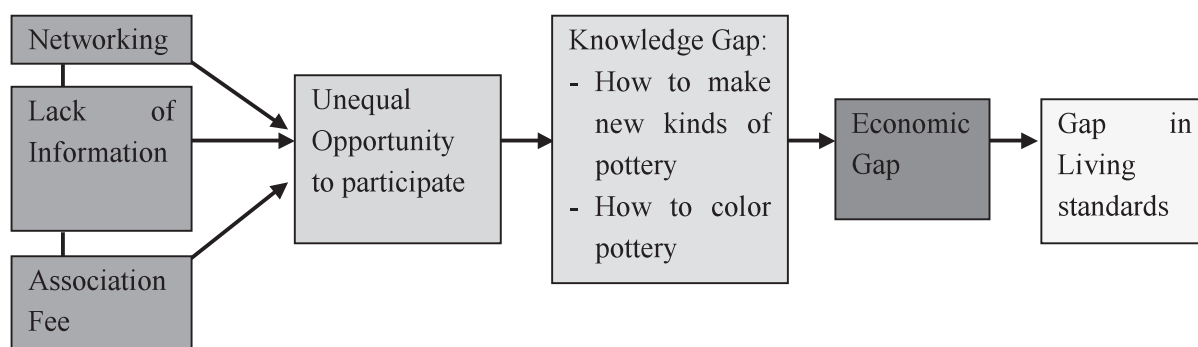 Networking
Lack of
Information
Association
Fee
Unequal
Opportunity
to participate
Knowledge Gap:
- How to make
new kinds of
pottery
- How to color
pottery
Economic
Gap
Gap in
Living
standards